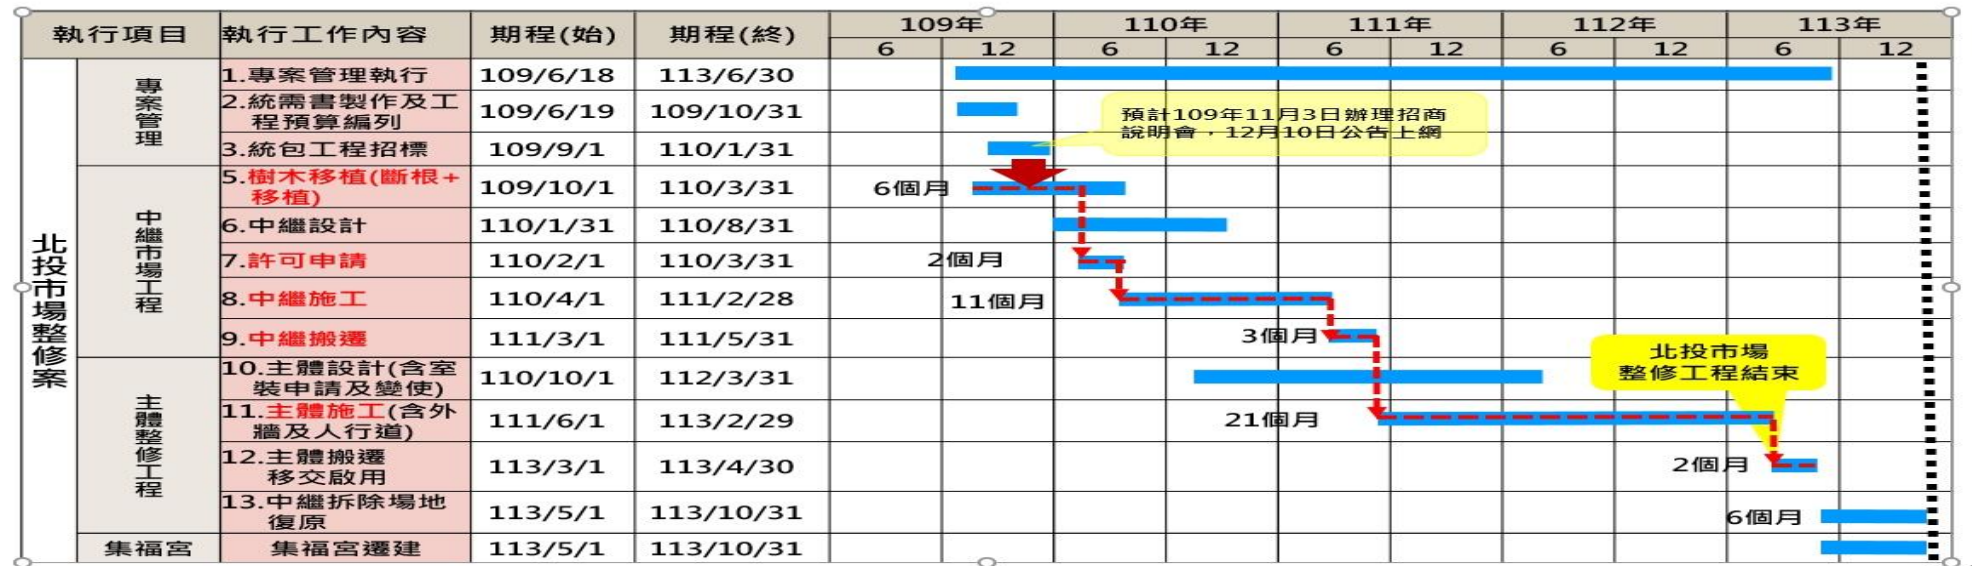 執行項目 執行工作內容 期程(始) 期程(終) 109年 110年 111年 112年 113年
6 12 6 12 6 12 6 12 6 12
北投市場整修案
專案管理
1.專案管理執行 109/6/18 113/6/30
2.統需書製作及工
程預算編列 109/6/19 109/10/31
預計109年11月3日辦理招商
說明會，12月10日公告上網
3.統包工程招標 109/9/1 110/1/31
中繼市場工程
5.樹木移植(斷根+
移植) 109/10/1 110/3/31 6個月
6.中繼設計 110/1/31 110/8/31
7.許可申請 110/2/1 110/3/31 2個月
8.中繼施工 110/4/1 111/2/28 11個月
9.中繼搬遷 111/3/1 111/5/31 3個月
主體整修工程
10.主體設計(含室
裝申請及變使) 110/10/1 112/3/31
北投市場
整修工程結束
11.主體施工(含外
牆及人行道) 111/6/1 113/2/29 21個月
12.主體搬遷
移交啟用 113/3/1 113/4/30 2個月
13.中繼拆除場地
復原 113/5/1 113/10/31 6個月
集福宮 集福宮遷建 113/5/1 113/10/31